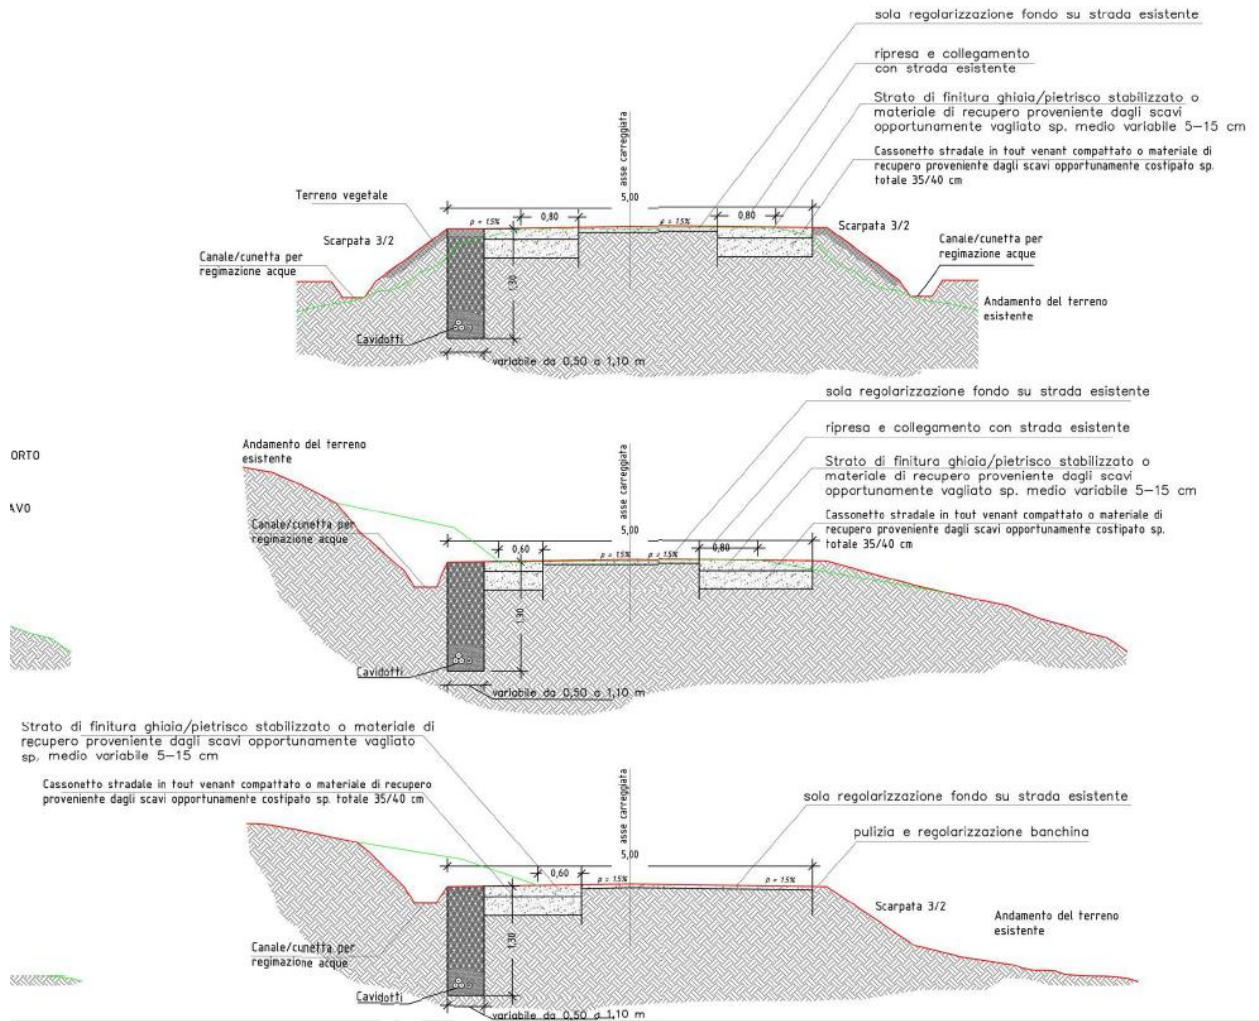 sola regolarizzazione fondo su strada esistente
ripresa e collegamento
con strada esistente
Strato di finitura ghiaia/pietrisco stabilizzato o
materiale di recupero proveniente dagli scavi
opportunamente vagliato sp. medio variabile 5–15 cm
Cassonetto stradale in tout venant compattato o materiale di
recupero proveniente dagli scavi opportunamente costipato sp.
totale 35/40 cm
asse carreggiata
5,00
Terreno vegetale
0,80
0,80
p = 1.5%
p = 1.5%
Scarpata 3/2
Scarpata 3/2
Canale/cunetta per
regimazione acque
Canale/cunetta per
regimazione acque
1,30
Andamento del terreno
esistente
Cavidotti
variabile da 0,50 a 1,10 m
sola regolarizzazione fondo su strada esistente
ripresa e collegamento con strada esistente
Andamento del terreno
esistente
ORTO
Strato di finitura ghiaia/pietrisco stabilizzato o
materiale di recupero proveniente dagli scavi
opportunamente vagliato sp. medio variabile 5–15 cm
AVO
Cassonetto stradale in tout venant compattato o materiale di
recupero proveniente dagli scavi opportunamente costipato sp.
totale 35/40 cm
asse carreggiata
5,00
Canale/cunetta per
regimazione acque
0,60
p = 1.5%
p = 1.5%
0,80
1,30
Cavidotti
variabile da 0,50 a 1,10 m
Strato di finitura ghiaia/pietrisco stabilizzato o materiale di
recupero proveniente dagli scavi opportunamente vagliato
sp. medio variabile 5–15 cm
Cassonetto stradale in tout venant compattato o materiale di recupero
proveniente dagli scavi opportunamente costipato sp. totale 35/40 cm
asse carreggiata
5,00
sola regolarizzazione fondo su strada esistente
pulizia e regolarizzazione banchina
0,60
p = 1.5%
p = 1.5%
Scarpata 3/2
Andamento del terreno
esistente
1,30
Canale/cunetta per
regimazione acque
Cavidotti
variabile da 0,50 a 1,10 m